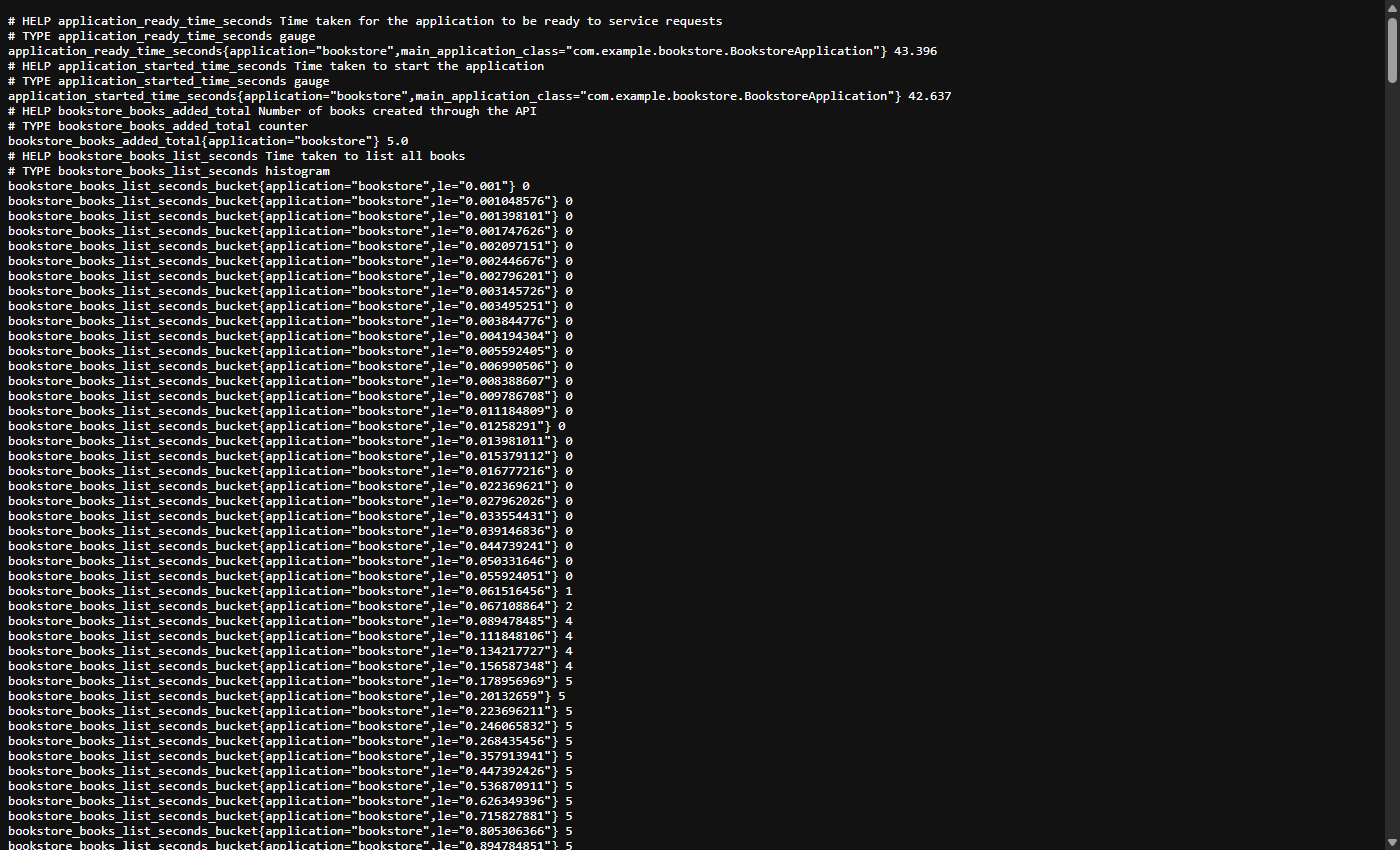 # HELP application_ready_time_seconds Time taken for the application to be ready to service requests
# TYPE application_ready_time_seconds gauge
application_ready_time_seconds{application="bookstore",main_application_class="com.example.bookstore.BookstoreApplication"} 43.396
# HELP application_started_time_seconds Time taken to start the application
# TYPE application_started_time_seconds gauge
application_started_time_seconds{application="bookstore",main_application_class="com.example.bookstore.BookstoreApplication"} 42.637
# HELP bookstore_books_added_total Number of books created through the API
# TYPE bookstore_books_added_total counter
bookstore_books_added_total{application="bookstore"} 5.0
# HELP bookstore_books_list_seconds Time taken to list all books
# TYPE bookstore_books_list_seconds histogram
bookstore_books_list_seconds_bucket{application="bookstore",le="0.001"} 0
bookstore_books_list_seconds_bucket{application="bookstore",le="0.001048576"} 0
bookstore_books_list_seconds_bucket{application="bookstore",le="0.001398101"} 0
bookstore_books_list_seconds_bucket{application="bookstore",le="0.001747626"} 0
bookstore_books_list_seconds_bucket{application="bookstore",le="0.002097151"} 0
bookstore_books_list_seconds_bucket{application="bookstore",le="0.002446676"} 0
bookstore_books_list_seconds_bucket{application="bookstore",le="0.002796201"} 0
bookstore_books_list_seconds_bucket{application="bookstore",le="0.003145726"} 0
bookstore_books_list_seconds_bucket{application="bookstore",le="0.003495251"} 0
bookstore_books_list_seconds_bucket{application="bookstore",le="0.003844776"} 0
bookstore_books_list_seconds_bucket{application="bookstore",le="0.004194304"} 0
bookstore_books_list_seconds_bucket{application="bookstore",le="0.005592405"} 0
bookstore_books_list_seconds_bucket{application="bookstore",le="0.006990506"} 0
bookstore_books_list_seconds_bucket{application="bookstore",le="0.008388607"} 0
bookstore_books_list_seconds_bucket{application="bookstore",le="0.009786708"} 0
bookstore_books_list_seconds_bucket{application="bookstore",le="0.011184809"} 0
bookstore_books_list_seconds_bucket{application="bookstore",le="0.01258291"} 0
bookstore_books_list_seconds_bucket{application="bookstore",le="0.013981011"} 0
bookstore_books_list_seconds_bucket{application="bookstore",le="0.015379112"} 0
bookstore_books_list_seconds_bucket{application="bookstore",le="0.016777216"} 0
bookstore_books_list_seconds_bucket{application="bookstore",le="0.022369621"} 0
bookstore_books_list_seconds_bucket{application="bookstore",le="0.027962026"} 0
bookstore_books_list_seconds_bucket{application="bookstore",le="0.033554431"} 0
bookstore_books_list_seconds_bucket{application="bookstore",le="0.039146836"} 0
bookstore_books_list_seconds_bucket{application="bookstore",le="0.044739241"} 0
bookstore_books_list_seconds_bucket{application="bookstore",le="0.050331646"} 0
bookstore_books_list_seconds_bucket{application="bookstore",le="0.055924051"} 0
bookstore_books_list_seconds_bucket{application="bookstore",le="0.061516456"} 1
bookstore_books_list_seconds_bucket{application="bookstore",le="0.067108864"} 2
bookstore_books_list_seconds_bucket{application="bookstore",le="0.089478485"} 4
bookstore_books_list_seconds_bucket{application="bookstore",le="0.111848106"} 4
bookstore_books_list_seconds_bucket{application="bookstore",le="0.134217727"} 4
bookstore_books_list_seconds_bucket{application="bookstore",le="0.156587348"} 4
bookstore_books_list_seconds_bucket{application="bookstore",le="0.178956969"} 5
bookstore_books_list_seconds_bucket{application="bookstore",le="0.20132659"} 5
bookstore_books_list_seconds_bucket{application="bookstore",le="0.223696211"} 5
bookstore_books_list_seconds_bucket{application="bookstore",le="0.246065832"} 5
bookstore_books_list_seconds_bucket{application="bookstore",le="0.268435456"} 5
bookstore_books_list_seconds_bucket{application="bookstore",le="0.357913941"} 5
bookstore_books_list_seconds_bucket{application="bookstore",le="0.447392426"} 5
bookstore_books_list_seconds_bucket{application="bookstore",le="0.536870911"} 5
bookstore_books_list_seconds_bucket{application="bookstore",le="0.626349396"} 5
bookstore_books_list_seconds_bucket{application="bookstore",le="0.715827881"} 5
bookstore_books_list_seconds_bucket{application="bookstore",le="0.805306366"} 5
bookstore_books_list_seconds_bucket{application="bookstore",le="0.894784851"} 5